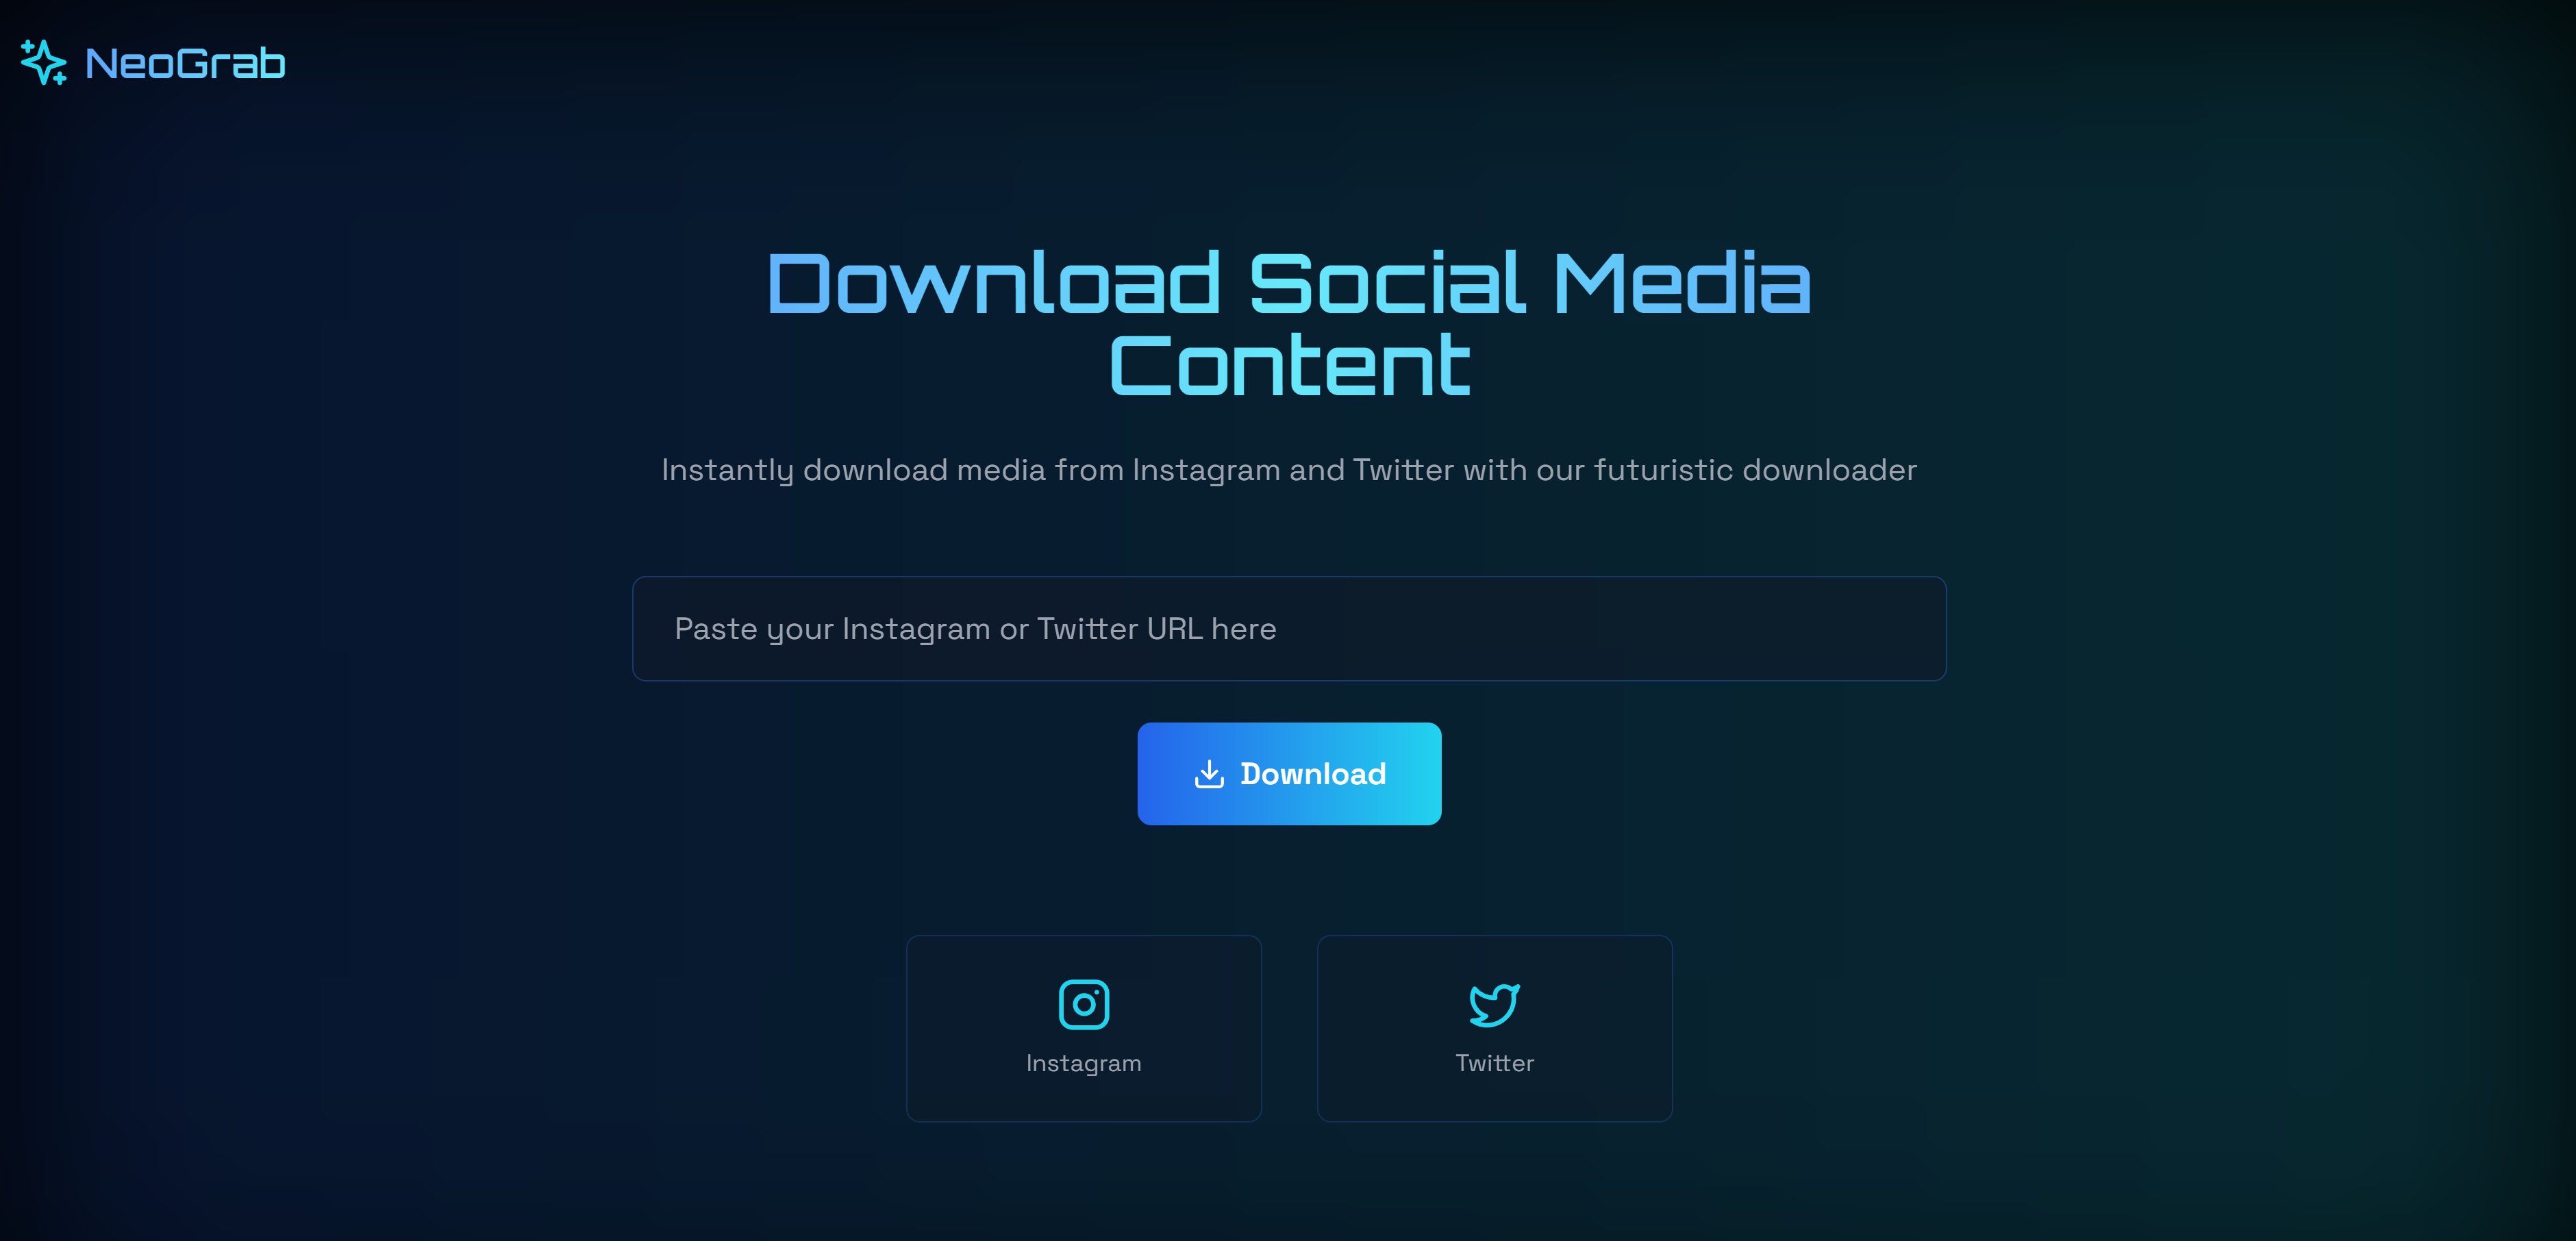 NeoGrab
Download Social Media
Content
Instantly download media from Instagram and Twitter with our futuristic downloader
Paste your Instagram or Twitter URL here
Download
Instagram
Twitter